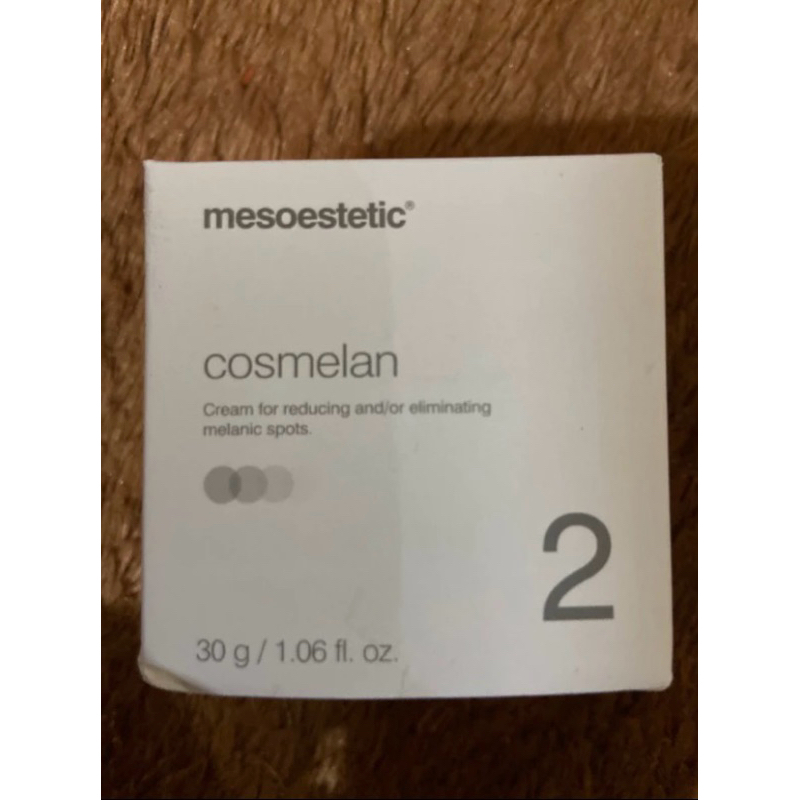 mesoestetic®
cosmelan
Cream for reducing and/or eliminating
melanic spots.
2
30 g / 1.06 fl. oz.